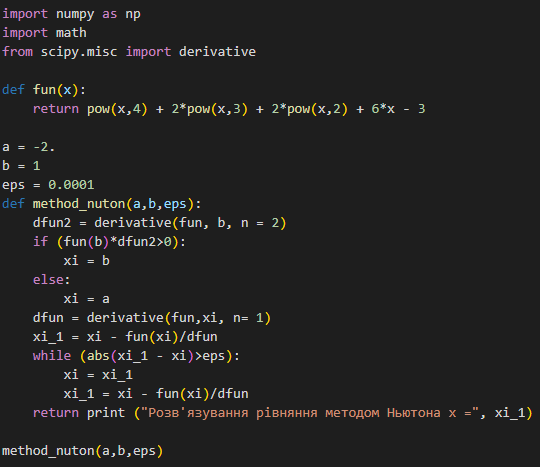 import numpy as np
import math
from scipy.misc import derivative

def fun(x):
    return pow(x,4) + 2*pow(x,3) + 2*pow(x,2) + 6*x - 3

a = -2.
b = 1
eps = 0.0001
def method_nuton(a,b,eps):
    dfun2 = derivative(fun, b, n = 2)
    if (fun(b)*dfun2>0):
        xi = b
    else:
        xi = a
    dfun = derivative(fun,xi, n= 1)
    xi_1 = xi - fun(xi)/dfun
    while (abs(xi_1 - xi)>eps):
        xi = xi_1
        xi_1 = xi - fun(xi)/dfun
    return print ("Розв'язування рівняння методом Ньютона x =", xi_1)

method_nuton(a,b,eps)